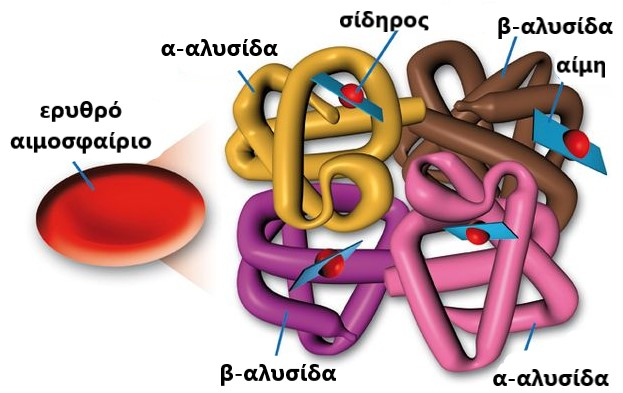 σίδηρος
β-αλυσίδα
α-αλυσίδα
αίμη
ερυθρό
αιμοσφαίριο
β-αλυσίδα
α-αλυσίδα